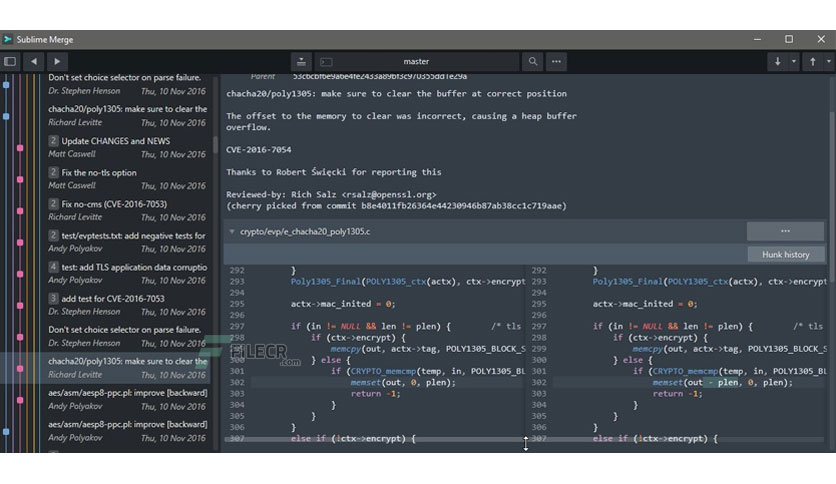 Sublime Merge
master
Don't set choice selector on parse failure.
Dr. Stephen Henson Thu, 10 Nov 2016
chacha20/poly1305: make sure to clear the
Richard Levitte Thu, 10 Nov 2016
2 Update CHANGES and NEWS
Matt Caswell Thu, 10 Nov 2016
2 Fix the no-tls option
Matt Caswell Thu, 10 Nov 2016
2 Fix no-cms (CVE-2016-7053)
Richard Levitte Thu, 10 Nov 2016
2 test/evptests.txt: add negative tests for
Andy Polyakov Thu, 10 Nov 2016
4 test: add TLS application data corruptio
Andy Polyakov Thu, 10 Nov 2016
3 add test for CVE-2016-7053
Richard Levitte Thu, 10 Nov 2016
Don't set choice selector on parse failure.
Dr. Stephen Henson Thu, 10 Nov 2016
chacha20/poly1305: make sure to clear the
Richard Levitte Thu, 10 Nov 2016
aes/asm/aesp8-ppc.pl: improve [backward]
Andy Polyakov Thu, 10 Nov 2016
aes/asm/aesp8-ppc.pl: improve [backward]
Andy Polyakov Thu, 10 Nov 2016
Parent
chacha20/poly1305: make sure to clear the buffer at correct position
The offset to the memory to clear was incorrect, causing a heap buffer
overflow.
CVE-2016-7054
Thanks to Robert Święcki for reporting this
Reviewed-by: Rich Salz <rsalz@openssl.org>
(cherry picked from commit b8e4011fb26364e44230946b87ab38cc1c719aae)
crypto/evp/e_chacha20_poly1305.c
Hunk history
292 }
293 Poly1305_Final(POLY1305_ctx(actx), ctx->encrypt
294
295 actx->mac_inited = 0;
296
297 if (in != NULL && len != plen) { /* tls
298 if (ctx->encrypt) {
299 memcpy(out, actx->tag, POLY1305_BLOCK_S
300 } else {
301 if (CRYPTO_memcmp(temp, in, POLY1305_BL
302 memset(out, 0, plen);
303 return -1;
304 }
305 }
306 }
307 else if (!ctx->encrypt) {
292 }
293 Poly1305_Final(POLY1305_ctx(actx), ctx->encrypt
294
295 actx->mac_inited = 0;
296
297 if (in != NULL && len != plen) { /* tls
298 if (ctx->encrypt) {
299 memcpy(out, actx->tag, POLY1305_BLOCK_S
300 } else {
301 if (CRYPTO_memcmp(temp, in, POLY1305_BL
302 memset(out - plen, 0, plen);
303 return -1;
304 }
305 }
306 }
307 else if (!ctx->encrypt) {
FILECR
.com